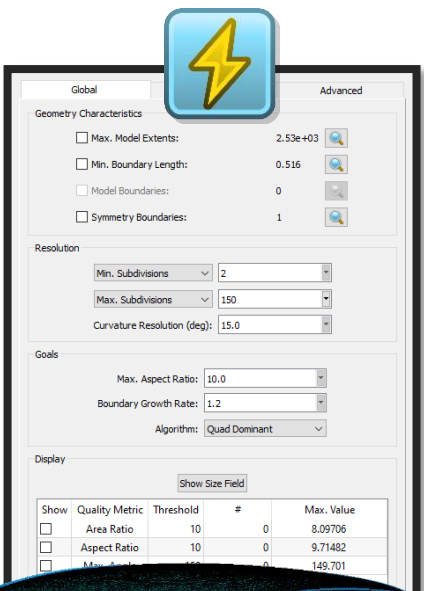 Global
Advanced
Geometry Characteristics
Max. Model Extents: 2.53e+03
Min. Boundary Length: 0.516
Model Boundaries: 0
Symmetry Boundaries: 1
Resolution
Min. Subdivisions 2
Max. Subdivisions 150
Curvature Resolution (deg): 15.0
Goals
Max. Aspect Ratio: 10.0
Boundary Growth Rate: 1.2
Algorithm: Quad Dominant
Display
Show Size Field
Show Quality Metric Threshold # Max. Value
Area Ratio 10 0 8.09706
Aspect Ratio 10 0 9.71482
Max. Angle 150 0 149.701